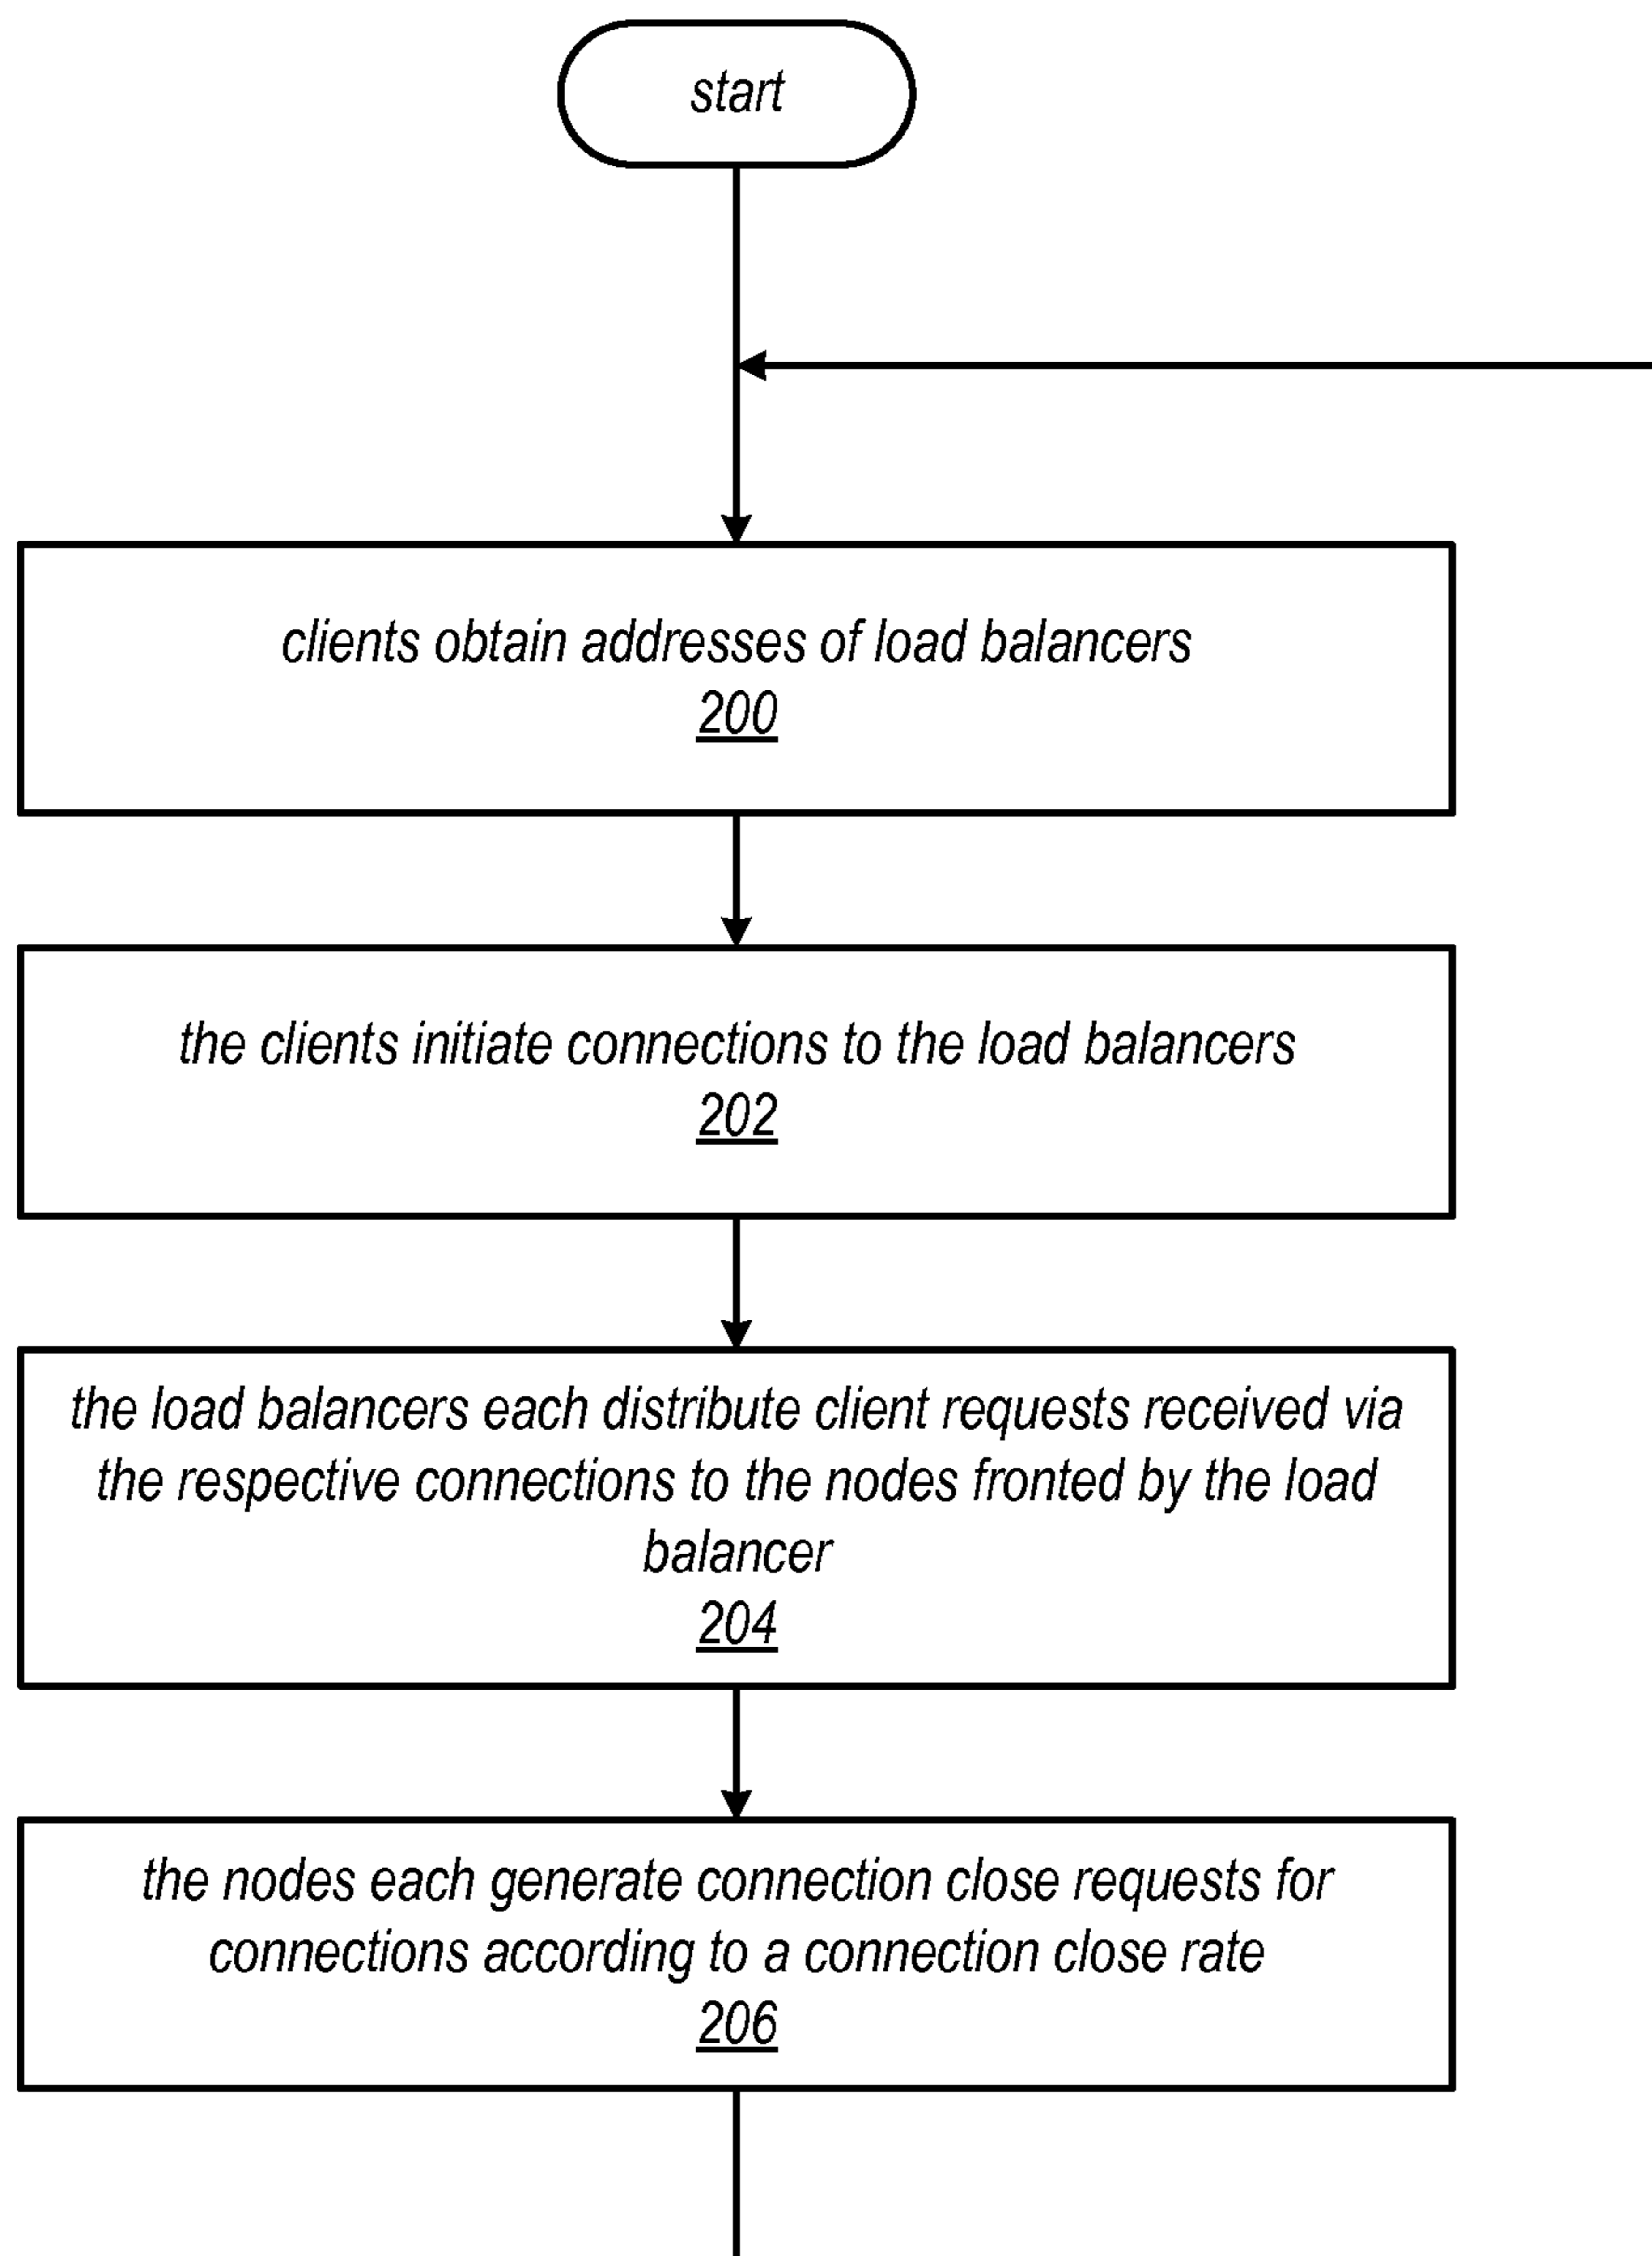 start
clients obtain addresses of load balancers
200
the clients initiate connections to the load balancers
202
the load balancers each distribute client requests received via
the respective connections to the nodes fronted by the load
balancer
204
the nodes each generate connection close requests for
connections according to a connection close rate
206